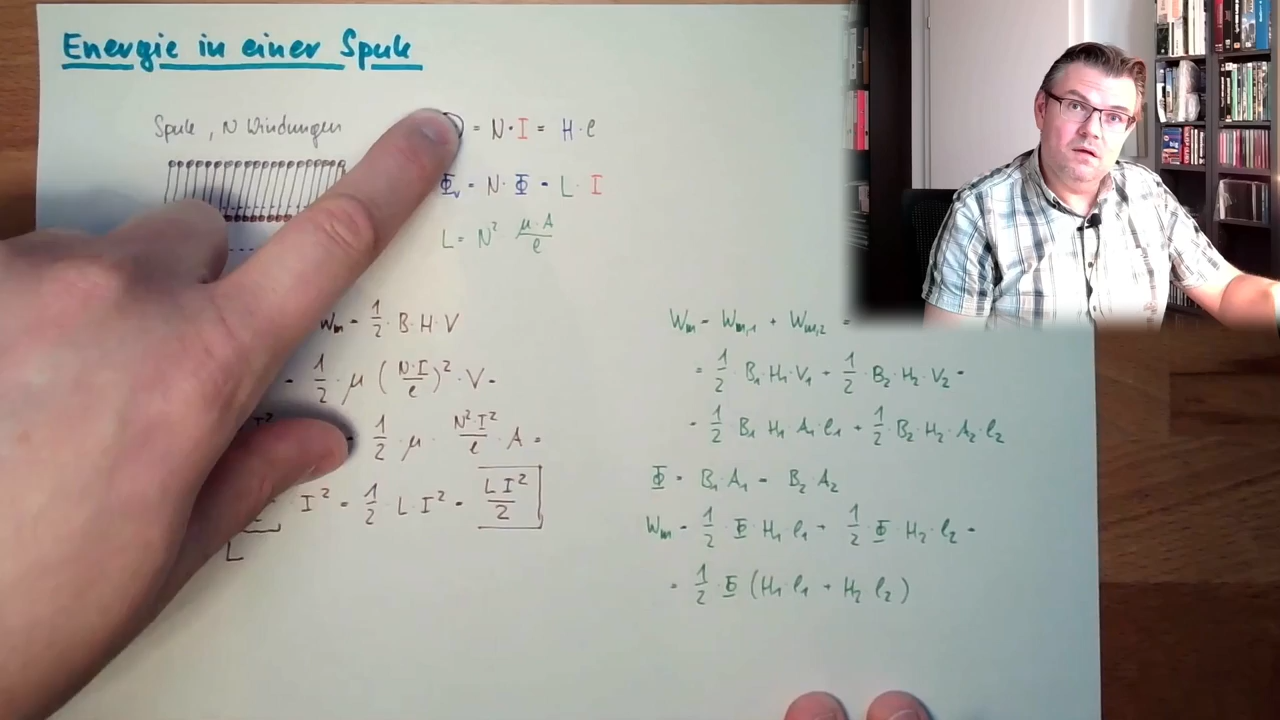 Energie in einer Spule
Spule, N Windungen
= N · I = H · l
Φᵥ = N · Φ = L · I
L = N² μ·A/l
Wm = 1/2 · B · H · V
= 1/2 · μ (N·I/l)² · V =
= 1/2 · μ · N² I²/l · A =
I² = 1/2 · L I² = L I²/2
L
Wm = Wm,1 + Wm,2 =
= 1/2 · B₁ · H₁ · V₁ + 1/2 · B₂ · H₂ · V₂ =
= 1/2 B₁ H₁ A₁ l₁ + 1/2 · B₂ · H₂ · A₂ l₂
Φ = B₁ A₁ = B₂ A₂
Wm = 1/2 Φ H₁ l₁ + 1/2 · Φ · H₂ · l₂ =
= 1/2 · Φ (H₁ l₁ + H₂ l₂)